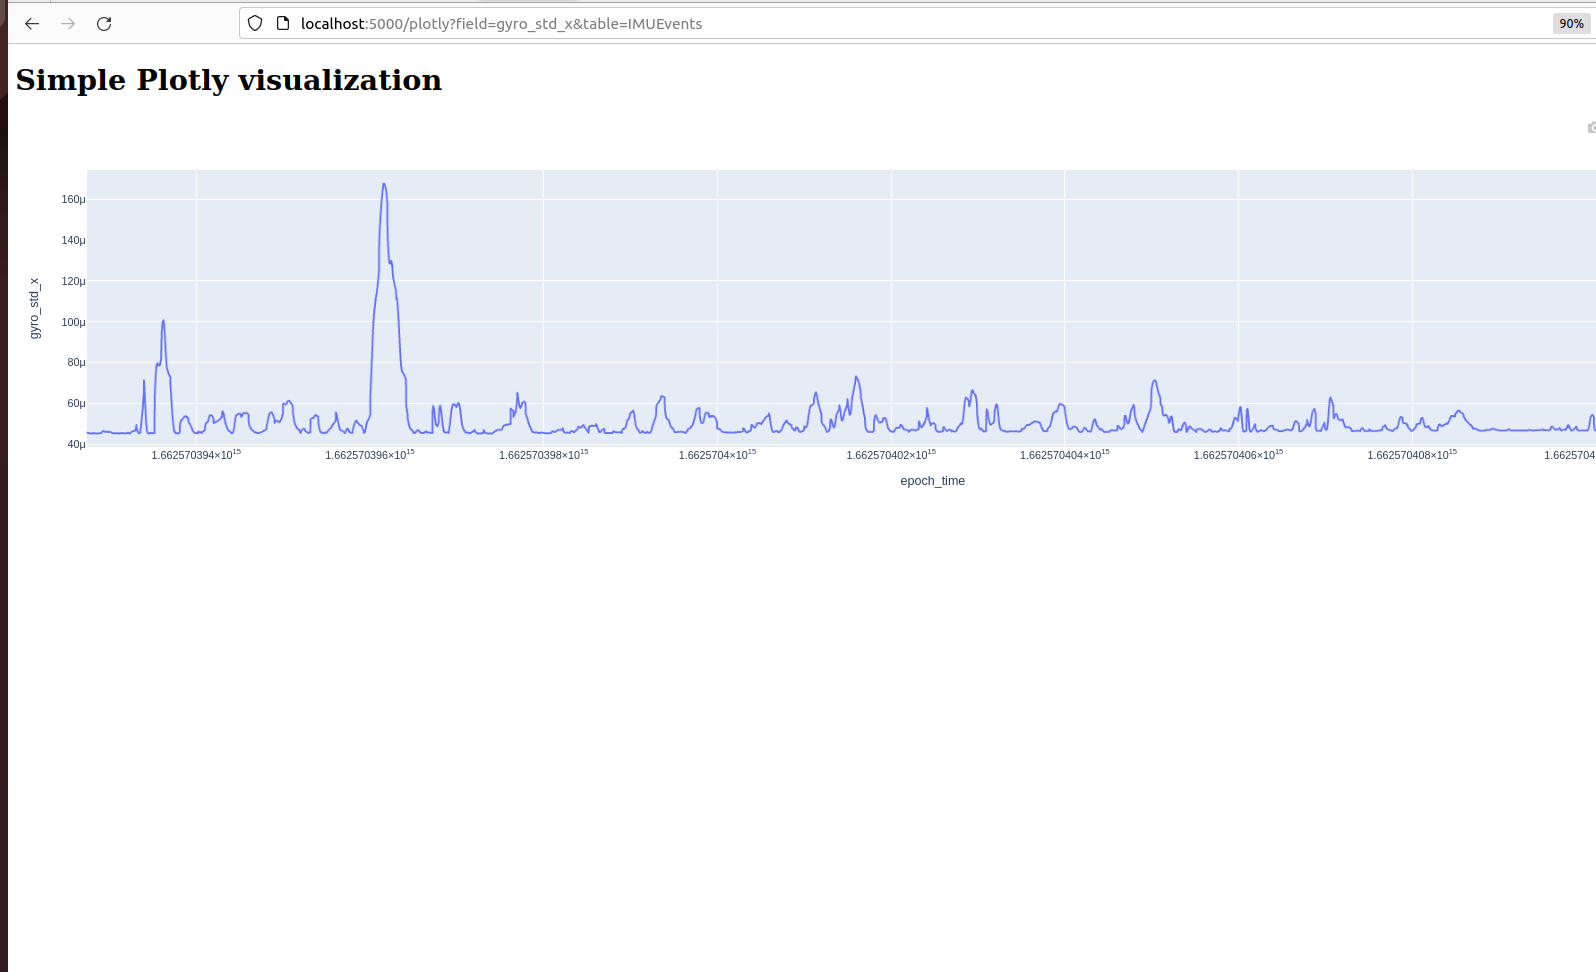 localhost:5000/plotly?field=gyro_std_x&table=IMUEvents
90%
Simple Plotly visualization
160μ
140μ
120μ
100μ
80μ
60μ
40μ
gyro_std_x
1.662570394×10¹⁵ 1.662570396×10¹⁵ 1.662570398×10¹⁵ 1.6625704×10¹⁵ 1.662570402×10¹⁵ 1.662570404×10¹⁵ 1.662570406×10¹⁵ 1.662570408×10¹⁵ 1.6625704
epoch_time